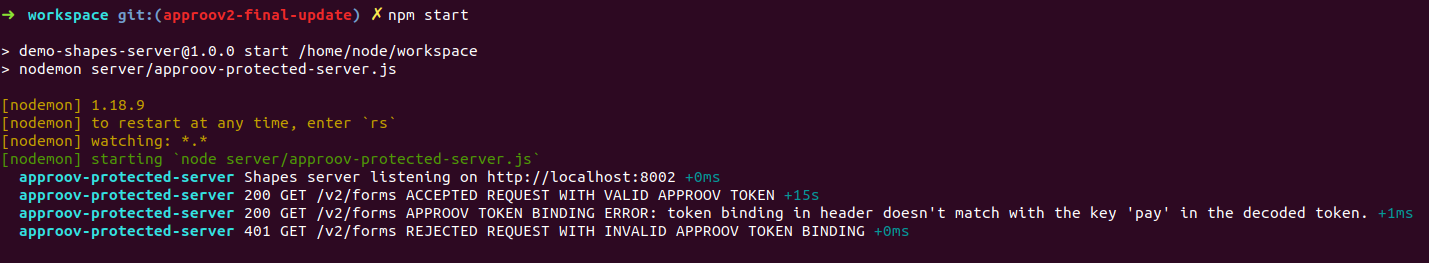 ➜  workspace git:(approov2-final-update) ✗ npm start
> demo-shapes-server@1.0.0 start /home/node/workspace
> nodemon server/approov-protected-server.js
[nodemon] 1.18.9
[nodemon] to restart at any time, enter `rs`
[nodemon] watching: *.*
[nodemon] starting `node server/approov-protected-server.js`
  approov-protected-server Shapes server listening on http://localhost:8002 +0ms
  approov-protected-server 200 GET /v2/forms ACCEPTED REQUEST WITH VALID APPROOV TOKEN +15s
  approov-protected-server 200 GET /v2/forms APPROOV TOKEN BINDING ERROR: token binding in header doesn't match with the key 'pay' in the decoded token. +1ms
  approov-protected-server 401 GET /v2/forms REJECTED REQUEST WITH INVALID APPROOV TOKEN BINDING +0ms